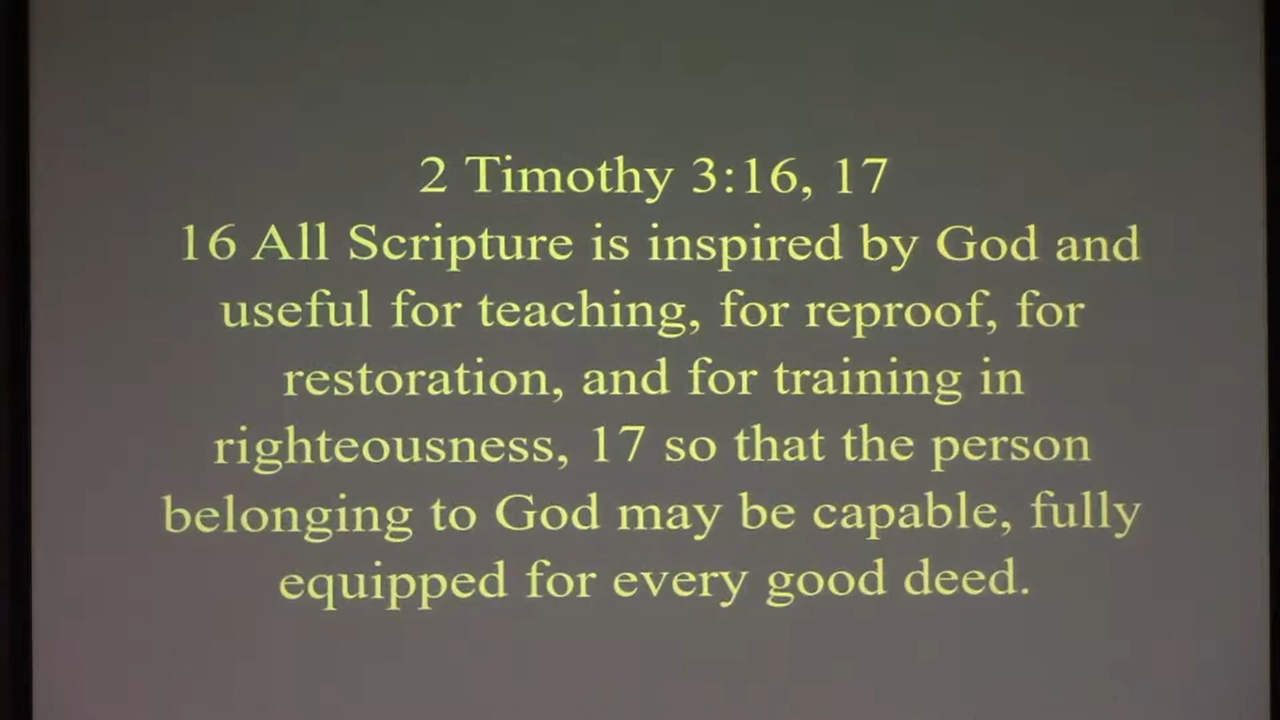 2 Timothy 3:16, 17
16 All Scripture is inspired by God and
useful for teaching, for reproof, for
restoration, and for training in
righteousness, 17 so that the person
belonging to God may be capable, fully
equipped for every good deed.